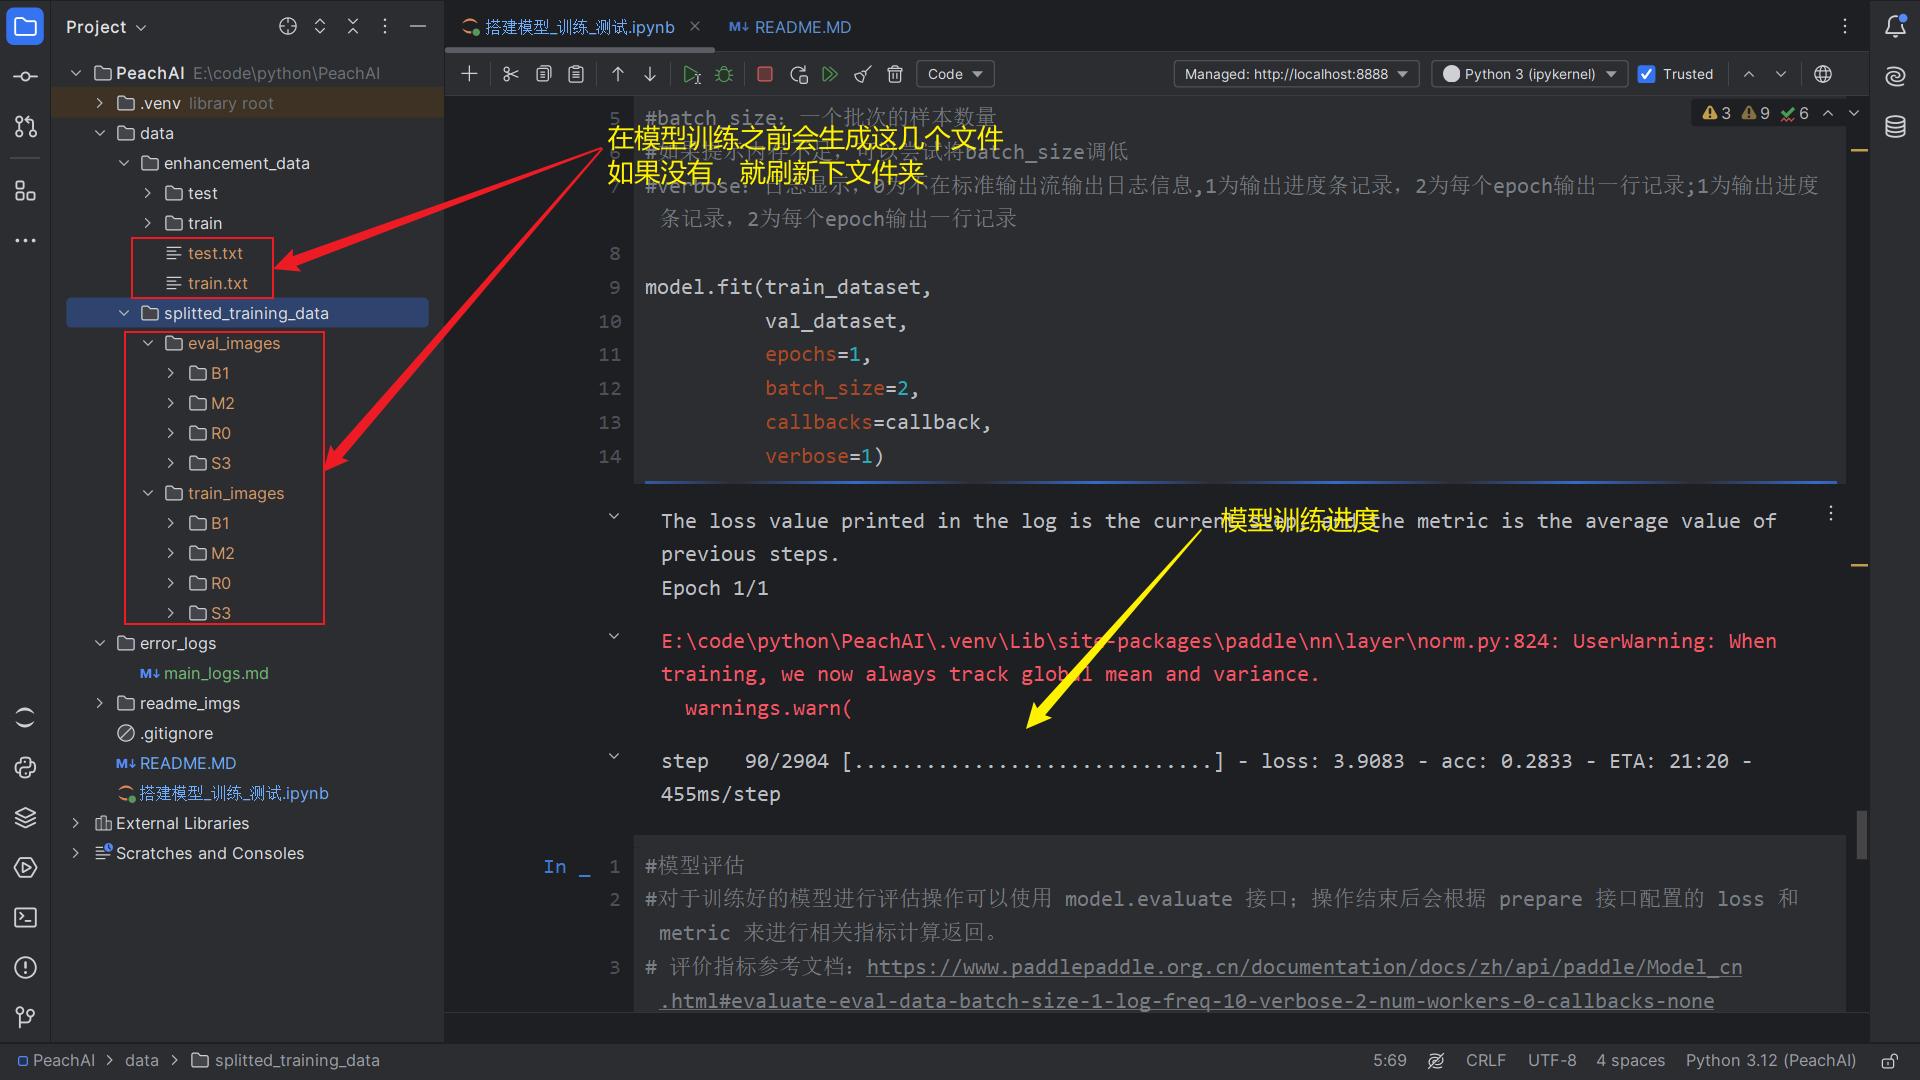 Project
搭建模型_训练_测试.ipynb
README.MD
PeachAI E:\code\python\PeachAI
.venv library root
data
enhancement_data
test
train
test.txt
train.txt
splitted_training_data
eval_images
B1
M2
R0
S3
train_images
B1
M2
R0
S3
error_logs
main_logs.md
readme_imgs
.gitignore
README.MD
搭建模型_训练_测试.ipynb
External Libraries
Scratches and Consoles
Code
Managed: http://localhost:8888
Python 3 (ipykernel)
Trusted
3 9 6
5 #batch_size：一个批次的样本数量
在模型训练之前会生成这几个文件
6 #如果提示内存不足，可以尝试将batch_size调低
如果没有，就刷新下文件来
7 #verbose：日志显示，0为不在标准输出流输出日志信息,1为输出进度条记录，2为每个epoch输出一行记录;1为输出进度
条记录，2为每个epoch输出一行记录
8
9 model.fit(train_dataset,
10 val_dataset,
11 epochs=1,
12 batch_size=2,
13 callbacks=callback,
14 verbose=1)
模型训练进度
The loss value printed in the log is the current step, and the metric is the average value of
previous steps.
Epoch 1/1
E:\code\python\PeachAI\.venv\Lib\site-packages\paddle\nn\layer\norm.py:824: UserWarning: When
training, we now always track global mean and variance.
warnings.warn(
step 90/2904 [..............................] - loss: 3.9083 - acc: 0.2833 - ETA: 21:20 -
455ms/step
In _ 1 #模型评估
2 #对于训练好的模型进行评估操作可以使用 model.evaluate 接口；操作结束后会根据 prepare 接口配置的 loss 和
metric 来进行相关指标计算返回。
3 # 评价指标参考文档：https://www.paddlepaddle.org.cn/documentation/docs/zh/api/paddle/Model_cn
.html#evaluate-eval-data-batch-size-1-log-freq-10-verbose-2-num-workers-0-callbacks-none
PeachAI > data > splitted_training_data
5:69 CRLF UTF-8 4 spaces Python 3.12 (PeachAI)